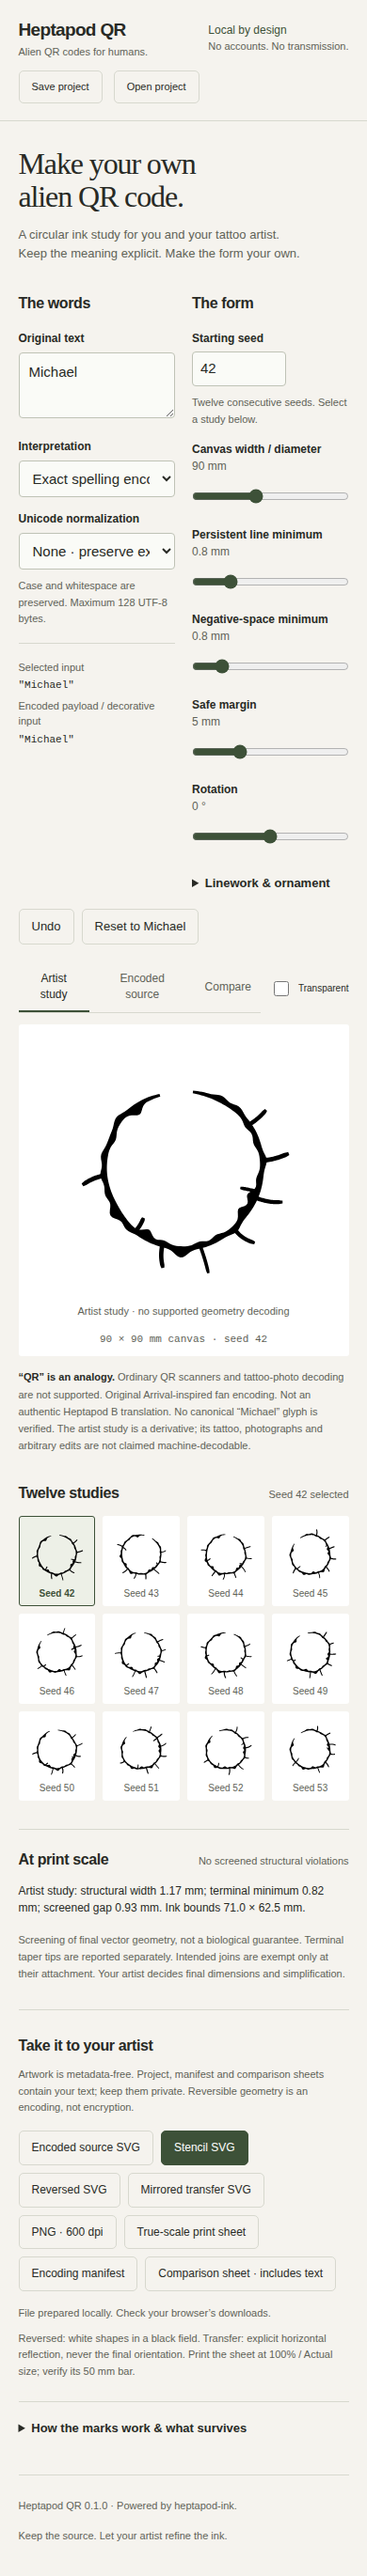 Heptapod QR
Alien QR codes for humans.
Local by design
No accounts. No transmission.
Save project
Open project
Make your own
alien QR code.
A circular ink study for you and your tattoo artist.
Keep the meaning explicit. Make the form your own.
The words
Original text
Michael
Interpretation
Exact spelling enco
Unicode normalization
None · preserve ex
Case and whitespace are
preserved. Maximum 128 UTF-8
bytes.
Selected input
"Michael"
Encoded payload / decorative
input
"Michael"
The form
Starting seed
42
Twelve consecutive seeds. Select
a study below.
Canvas width / diameter
90 mm
Persistent line minimum
0.8 mm
Negative-space minimum
0.8 mm
Safe margin
5 mm
Rotation
0 °
Linework & ornament
Undo
Reset to Michael
Artist
study
Encoded
source
Compare
Transparent
Artist study · no supported geometry decoding
90 × 90 mm canvas · seed 42
“QR” is an analogy. Ordinary QR scanners and tattoo-photo decoding
are not supported. Original Arrival-inspired fan encoding. Not an
authentic Heptapod B translation. No canonical “Michael” glyph is
verified. The artist study is a derivative; its tattoo, photographs and
arbitrary edits are not claimed machine-decodable.
Twelve studies
Seed 42 selected
Seed 42
Seed 43
Seed 44
Seed 45
Seed 46
Seed 47
Seed 48
Seed 49
Seed 50
Seed 51
Seed 52
Seed 53
At print scale
No screened structural violations
Artist study: structural width 1.17 mm; terminal minimum 0.82
mm; screened gap 0.93 mm. Ink bounds 71.0 × 62.5 mm.
Screening of final vector geometry, not a biological guarantee. Terminal
taper tips are reported separately. Intended joins are exempt only at
their attachment. Your artist decides final dimensions and simplification.
Take it to your artist
Artwork is metadata-free. Project, manifest and comparison sheets
contain your text; keep them private. Reversible geometry is an
encoding, not encryption.
Encoded source SVG
Stencil SVG
Reversed SVG
Mirrored transfer SVG
PNG · 600 dpi
True-scale print sheet
Encoding manifest
Comparison sheet · includes text
File prepared locally. Check your browser’s downloads.
Reversed: white shapes in a black field. Transfer: explicit horizontal
reflection, never the final orientation. Print the sheet at 100% / Actual
size; verify its 50 mm bar.
How the marks work & what survives
Heptapod QR 0.1.0 · Powered by heptapod-ink.
Keep the source. Let your artist refine the ink.